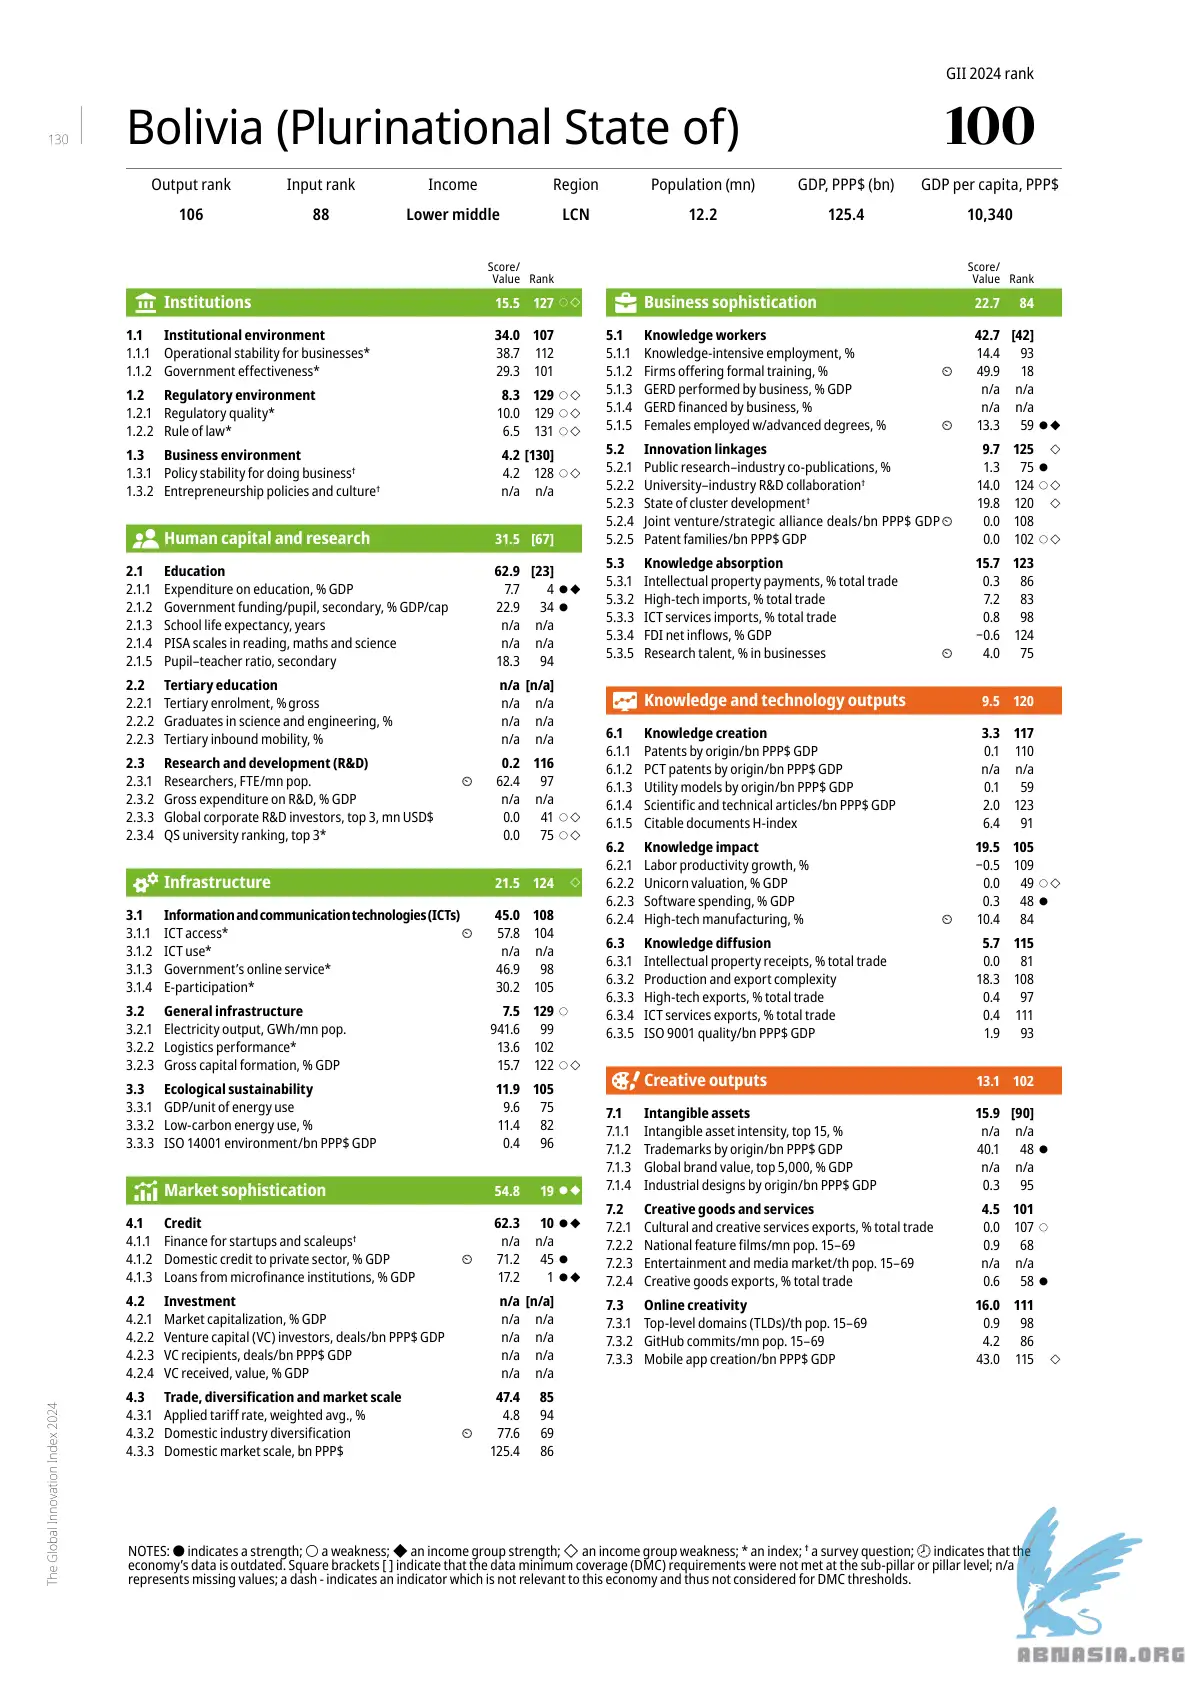 GII 2024 rank
130
Bolivia (Plurinational State of)
100
Output rank Input rank Income Region Population (mn) GDP, PPP$ (bn) GDP per capita, PPP$
106 88 Lower middle LCN 12.2 125.4 10,340
Score/
Value Rank
Institutions 15.5 127 ○◇
1.1 Institutional environment 34.0 107
1.1.1 Operational stability for businesses* 38.7 112
1.1.2 Government effectiveness* 29.3 101
1.2 Regulatory environment 8.3 129 ○◇
1.2.1 Regulatory quality* 10.0 129 ○◇
1.2.2 Rule of law* 6.5 131 ○◇
1.3 Business environment 4.2 [130]
1.3.1 Policy stability for doing business† 4.2 128 ○◇
1.3.2 Entrepreneurship policies and culture† n/a n/a
Human capital and research 31.5 [67]
2.1 Education 62.9 [23]
2.1.1 Expenditure on education, % GDP 7.7 4 ●◆
2.1.2 Government funding/pupil, secondary, % GDP/cap 22.9 34 ●
2.1.3 School life expectancy, years n/a n/a
2.1.4 PISA scales in reading, maths and science n/a n/a
2.1.5 Pupil–teacher ratio, secondary 18.3 94
2.2 Tertiary education n/a [n/a]
2.2.1 Tertiary enrolment, % gross n/a n/a
2.2.2 Graduates in science and engineering, % n/a n/a
2.2.3 Tertiary inbound mobility, % n/a n/a
2.3 Research and development (R&D) 0.2 116
2.3.1 Researchers, FTE/mn pop. 62.4 97
2.3.2 Gross expenditure on R&D, % GDP n/a n/a
2.3.3 Global corporate R&D investors, top 3, mn USD$ 0.0 41 ○◇
2.3.4 QS university ranking, top 3* 0.0 75 ○◇
Infrastructure 21.5 124 ◇
3.1 Information and communication technologies (ICTs) 45.0 108
3.1.1 ICT access* 57.8 104
3.1.2 ICT use* n/a n/a
3.1.3 Government's online service* 46.9 98
3.1.4 E-participation* 30.2 105
3.2 General infrastructure 7.5 129 ○
3.2.1 Electricity output, GWh/mn pop. 941.6 99
3.2.2 Logistics performance* 13.6 102
3.2.3 Gross capital formation, % GDP 15.7 122 ○◇
3.3 Ecological sustainability 11.9 105
3.3.1 GDP/unit of energy use 9.6 75
3.3.2 Low-carbon energy use, % 11.4 82
3.3.3 ISO 14001 environment/bn PPP$ GDP 0.4 96
Market sophistication 54.8 19 ●◆
4.1 Credit 62.3 10 ●◆
4.1.1 Finance for startups and scaleups† n/a n/a
4.1.2 Domestic credit to private sector, % GDP 71.2 45 ●
4.1.3 Loans from microfinance institutions, % GDP 17.2 1 ●◆
4.2 Investment n/a [n/a]
4.2.1 Market capitalization, % GDP n/a n/a
4.2.2 Venture capital (VC) investors, deals/bn PPP$ GDP n/a n/a
4.2.3 VC recipients, deals/bn PPP$ GDP n/a n/a
4.2.4 VC received, value, % GDP n/a n/a
4.3 Trade, diversification and market scale 47.4 85
4.3.1 Applied tariff rate, weighted avg., % 4.8 94
4.3.2 Domestic industry diversification 77.6 69
4.3.3 Domestic market scale, bn PPP$ 125.4 86
Score/
Value Rank
Business sophistication 22.7 84
5.1 Knowledge workers 42.7 [42]
5.1.1 Knowledge-intensive employment, % 14.4 93
5.1.2 Firms offering formal training, % 49.9 18
5.1.3 GERD performed by business, % GDP n/a n/a
5.1.4 GERD financed by business, % n/a n/a
5.1.5 Females employed w/advanced degrees, % 13.3 59 ●◆
5.2 Innovation linkages 9.7 125 ◇
5.2.1 Public research–industry co-publications, % 1.3 75 ●
5.2.2 University–industry R&D collaboration† 14.0 124 ○◇
5.2.3 State of cluster development† 19.8 120 ◇
5.2.4 Joint venture/strategic alliance deals/bn PPP$ GDP 0.0 108
5.2.5 Patent families/bn PPP$ GDP 0.0 102 ○◇
5.3 Knowledge absorption 15.7 123
5.3.1 Intellectual property payments, % total trade 0.3 86
5.3.2 High-tech imports, % total trade 7.2 83
5.3.3 ICT services imports, % total trade 0.8 98
5.3.4 FDI net inflows, % GDP −0.6 124
5.3.5 Research talent, % in businesses 4.0 75
Knowledge and technology outputs 9.5 120
6.1 Knowledge creation 3.3 117
6.1.1 Patents by origin/bn PPP$ GDP 0.1 110
6.1.2 PCT patents by origin/bn PPP$ GDP n/a n/a
6.1.3 Utility models by origin/bn PPP$ GDP 0.1 59
6.1.4 Scientific and technical articles/bn PPP$ GDP 2.0 123
6.1.5 Citable documents H-index 6.4 91
6.2 Knowledge impact 19.5 105
6.2.1 Labor productivity growth, % −0.5 109
6.2.2 Unicorn valuation, % GDP 0.0 49 ○◇
6.2.3 Software spending, % GDP 0.3 48 ●
6.2.4 High-tech manufacturing, % 10.4 84
6.3 Knowledge diffusion 5.7 115
6.3.1 Intellectual property receipts, % total trade 0.0 81
6.3.2 Production and export complexity 18.3 108
6.3.3 High-tech exports, % total trade 0.4 97
6.3.4 ICT services exports, % total trade 0.4 111
6.3.5 ISO 9001 quality/bn PPP$ GDP 1.9 93
Creative outputs 13.1 102
7.1 Intangible assets 15.9 [90]
7.1.1 Intangible asset intensity, top 15, % n/a n/a
7.1.2 Trademarks by origin/bn PPP$ GDP 40.1 48 ●
7.1.3 Global brand value, top 5,000, % GDP n/a n/a
7.1.4 Industrial designs by origin/bn PPP$ GDP 0.3 95
7.2 Creative goods and services 4.5 101
7.2.1 Cultural and creative services exports, % total trade 0.0 107 ○
7.2.2 National feature films/mn pop. 15–69 0.9 68
7.2.3 Entertainment and media market/th pop. 15–69 n/a n/a
7.2.4 Creative goods exports, % total trade 0.6 58 ●
7.3 Online creativity 16.0 111
7.3.1 Top-level domains (TLDs)/th pop. 15–69 0.9 98
7.3.2 GitHub commits/mn pop. 15–69 4.2 86
7.3.3 Mobile app creation/bn PPP$ GDP 43.0 115 ◇
The Global Innovation Index 2024
NOTES: ● indicates a strength; ○ a weakness; ◆ an income group strength; ◇ an income group weakness; * an index; † a survey question; indicates that the
economy's data is outdated. Square brackets [ ] indicate that the data minimum coverage (DMC) requirements were not met at the sub-pillar or pillar level; n/a
represents missing values; a dash - indicates an indicator which is not relevant to this economy and thus not considered for DMC thresholds.
ABNASIA.ORG